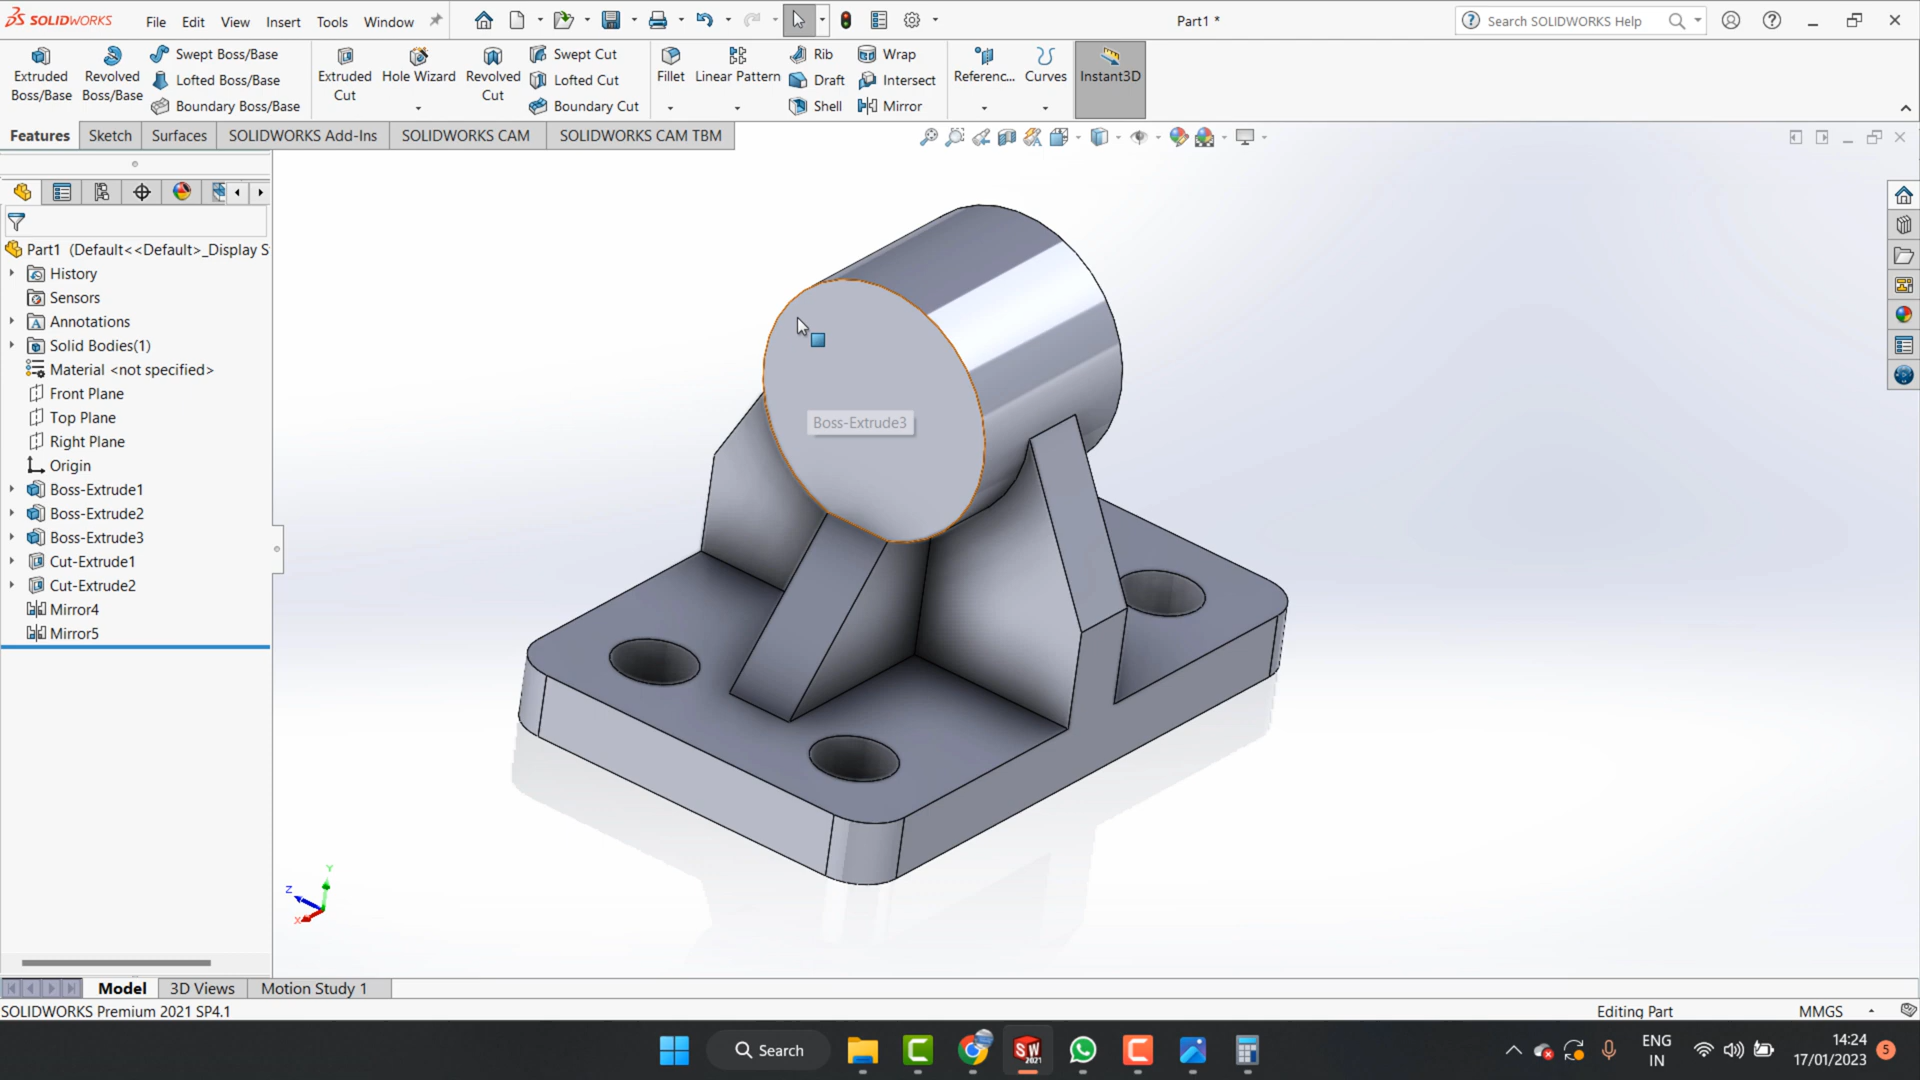 SOLIDWORKS File Edit View Insert Tools Window Part1 * Search SOLIDWORKS Help
Extruded Boss/Base
Revolved Boss/Base
Swept Boss/Base
Lofted Boss/Base
Boundary Boss/Base
Extruded Cut
Hole Wizard
Revolved Cut
Swept Cut
Lofted Cut
Boundary Cut
Fillet
Linear Pattern
Rib
Draft
Shell
Wrap
Intersect
Mirror
Referenc...
Curves
Instant3D
Features Sketch Surfaces SOLIDWORKS Add-Ins SOLIDWORKS CAM SOLIDWORKS CAM TBM
Part1 (Default<<Default>_Display S
History
Sensors
Annotations
Solid Bodies(1)
Material <not specified>
Front Plane
Top Plane
Right Plane
Origin
Boss-Extrude1
Boss-Extrude2
Boss-Extrude3
Cut-Extrude1
Cut-Extrude2
Mirror4
Mirror5
Boss-Extrude3
Y
Z
X
Model 3D Views Motion Study 1
SOLIDWORKS Premium 2021 SP4.1 Editing Part MMGS
Search
SW
2021
ENG
IN
14:24
17/01/2023
5